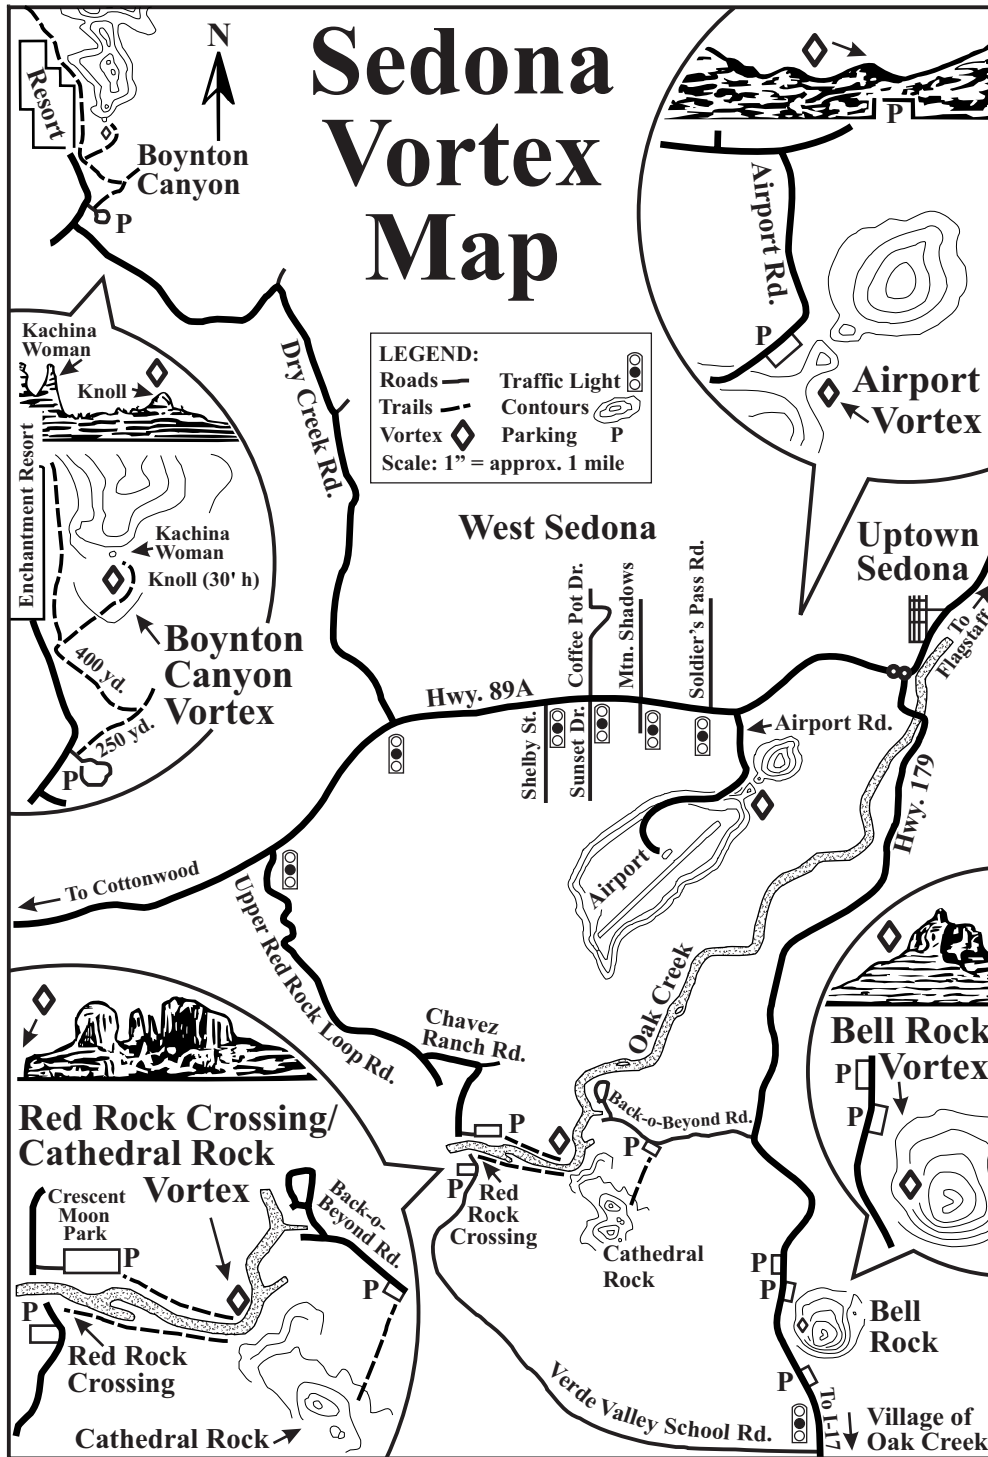 Sedona
Vortex
Map
N
Resort
Boynton
Canyon
P
P
Airport Rd.
P
Airport
Vortex
Kachina
Woman
Knoll
Enchantment Resort
Kachina
Woman
Knoll (30' h)
Boynton
Canyon
Vortex
400 yd.
250 yd.
P
Dry Creek Rd.
LEGEND:
Roads
Traffic Light
Trails
Contours
Vortex
Parking P
Scale: 1” = approx. 1 mile
West Sedona
Uptown
Sedona
To
Flagstaff
Coffee Pot Dr.
Mtn. Shadows
Soldier's Pass Rd.
Hwy. 89A
Shelby St.
Sunset Dr.
Airport Rd.
Hwy. 179
Airport
To Cottonwood
Upper Red Rock Loop Rd.
Chavez
Ranch Rd.
Oak Creek
Back-o-Beyond Rd.
P
P
P
Red
Rock
Crossing
Cathedral
Rock
Bell Rock
Vortex
P
P
Red Rock Crossing/
Cathedral Rock
Vortex
Crescent
Moon
Park
P
Back-o-
Beyond Rd.
P
P
Red Rock
Crossing
Cathedral Rock
P
P
Bell
Rock
P
Verde Valley School Rd.
To I-17
Village of
Oak Creek